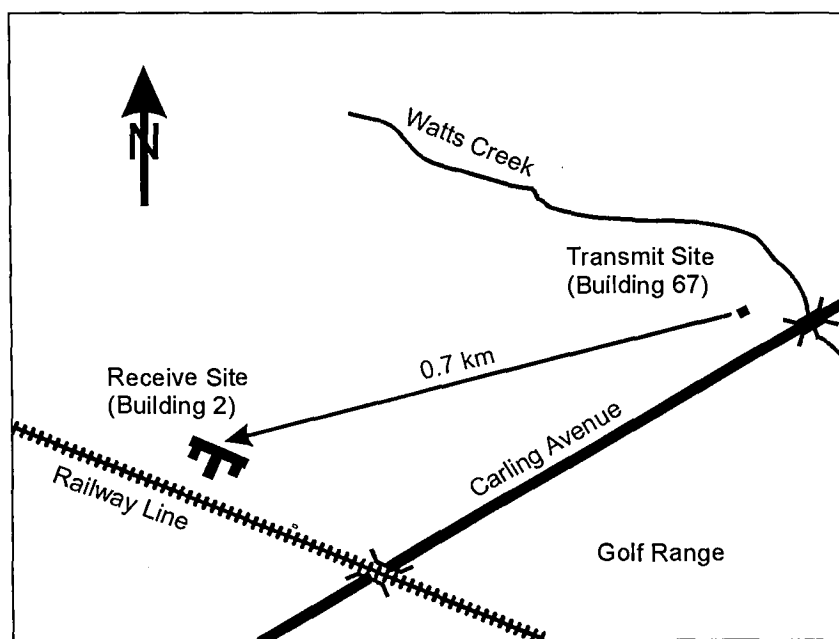 N
Watts Creek
Transmit Site
(Building 67)
0.7 km
Receive Site
(Building 2)
Carling Avenue
Railway Line
Golf Range